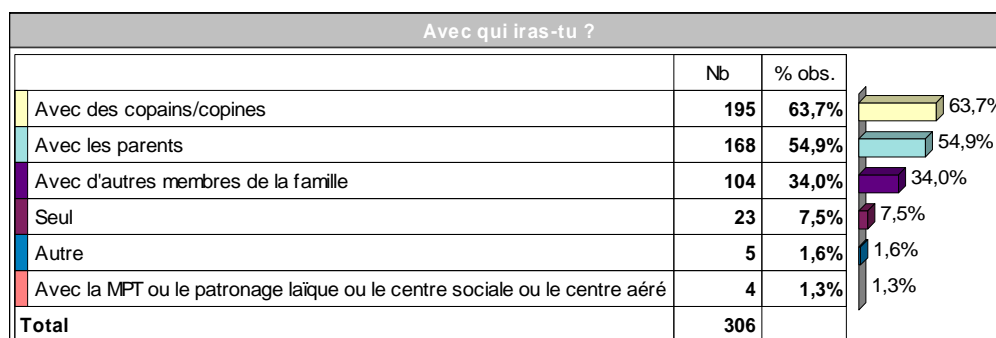 Avec qui iras-tu ?
Nb % obs.
Avec des copains/copines 195 63,7% 63,7%
Avec les parents 168 54,9% 54,9%
Avec d'autres membres de la famille 104 34,0% 34,0%
Seul 23 7,5% 7,5%
Autre 5 1,6% 1,6%
Avec la MPT ou le patronage laïque ou le centre sociale ou le centre aéré 4 1,3% 1,3%
Total 306